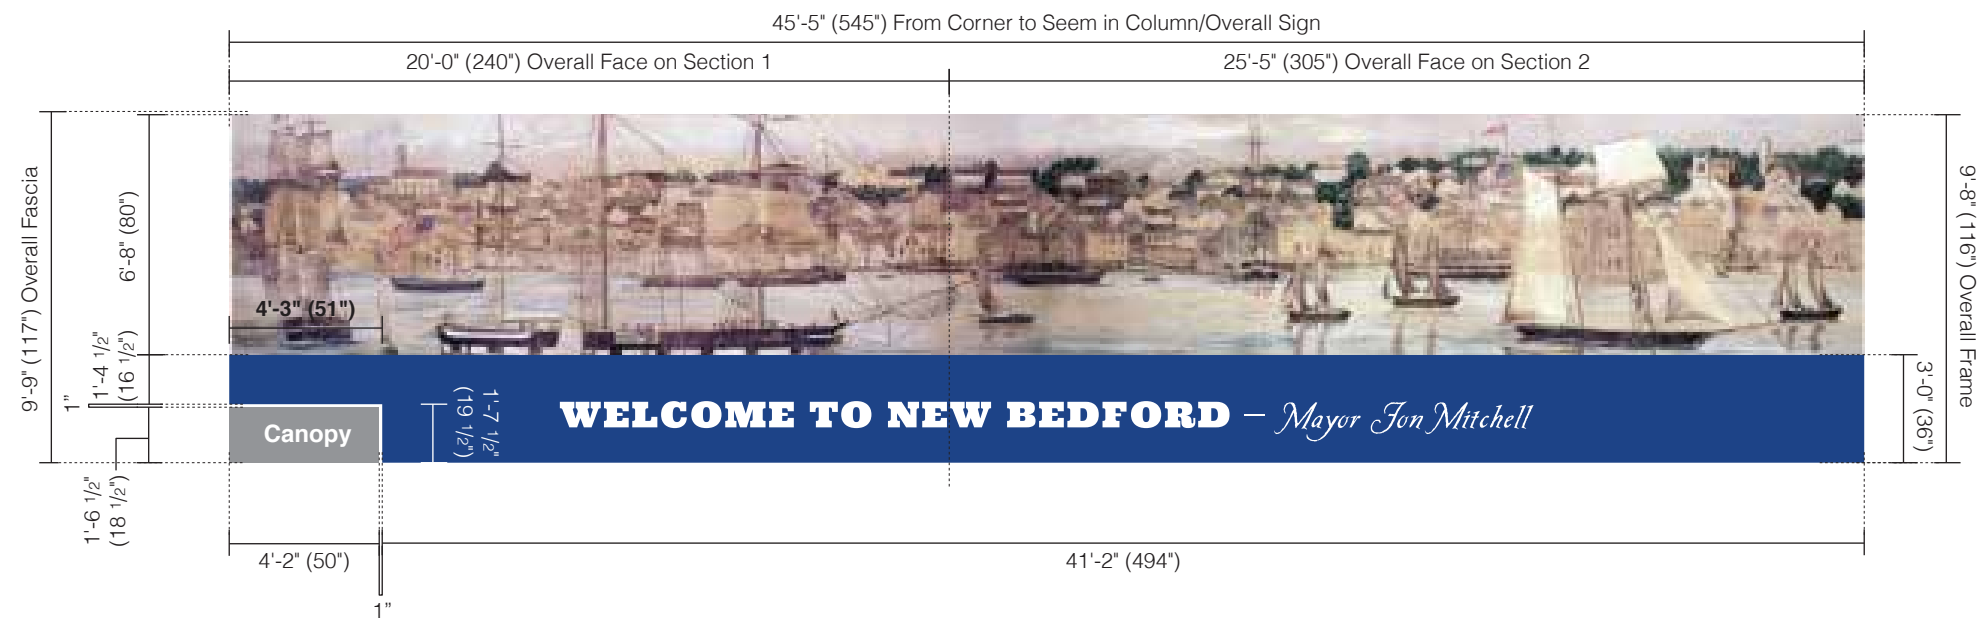 45'-5" (545") From Corner to Seem in Column/Overall Sign
20'-0" (240") Overall Face on Section 1
25'-5" (305") Overall Face on Section 2
9'-9" (117") Overall Fascia
6'-8" (80")
4'-3" (51")
1'-4 1/2"
(16 1/2")
1”
Canopy
1'-7 1/2"
(19 1/2")
WELCOME TO NEW BEDFORD – Mayor Jon Mitchell
3'-0" (36")
9'-8" (116") Overall Frame
1'-6 1/2"
(18 1/2")
4'-2" (50")
41'-2" (494")
1”